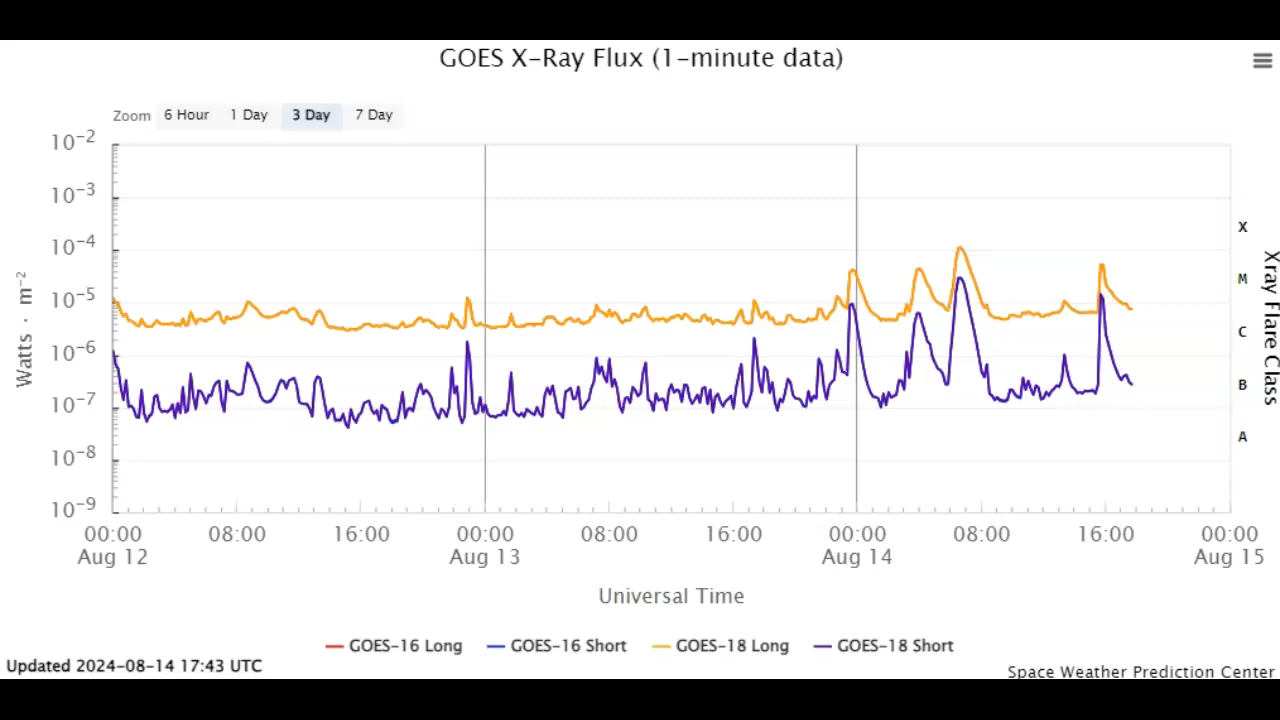 GOES X-Ray Flux (1-minute data)
Zoom 6 Hour 1 Day 3 Day 7 Day
10⁻²
10⁻³
10⁻⁴
10⁻⁵
10⁻⁶
10⁻⁷
10⁻⁸
10⁻⁹
Watts · m⁻²
X
M
C
B
A
Xray Flare Class
00:00 08:00 16:00 00:00 08:00 16:00 00:00 08:00 16:00 00:00
Aug 12 Aug 13 Aug 14 Aug 15
Universal Time
GOES-16 Long GOES-16 Short GOES-18 Long GOES-18 Short
Updated 2024-08-14 17:43 UTC
Space Weather Prediction Center